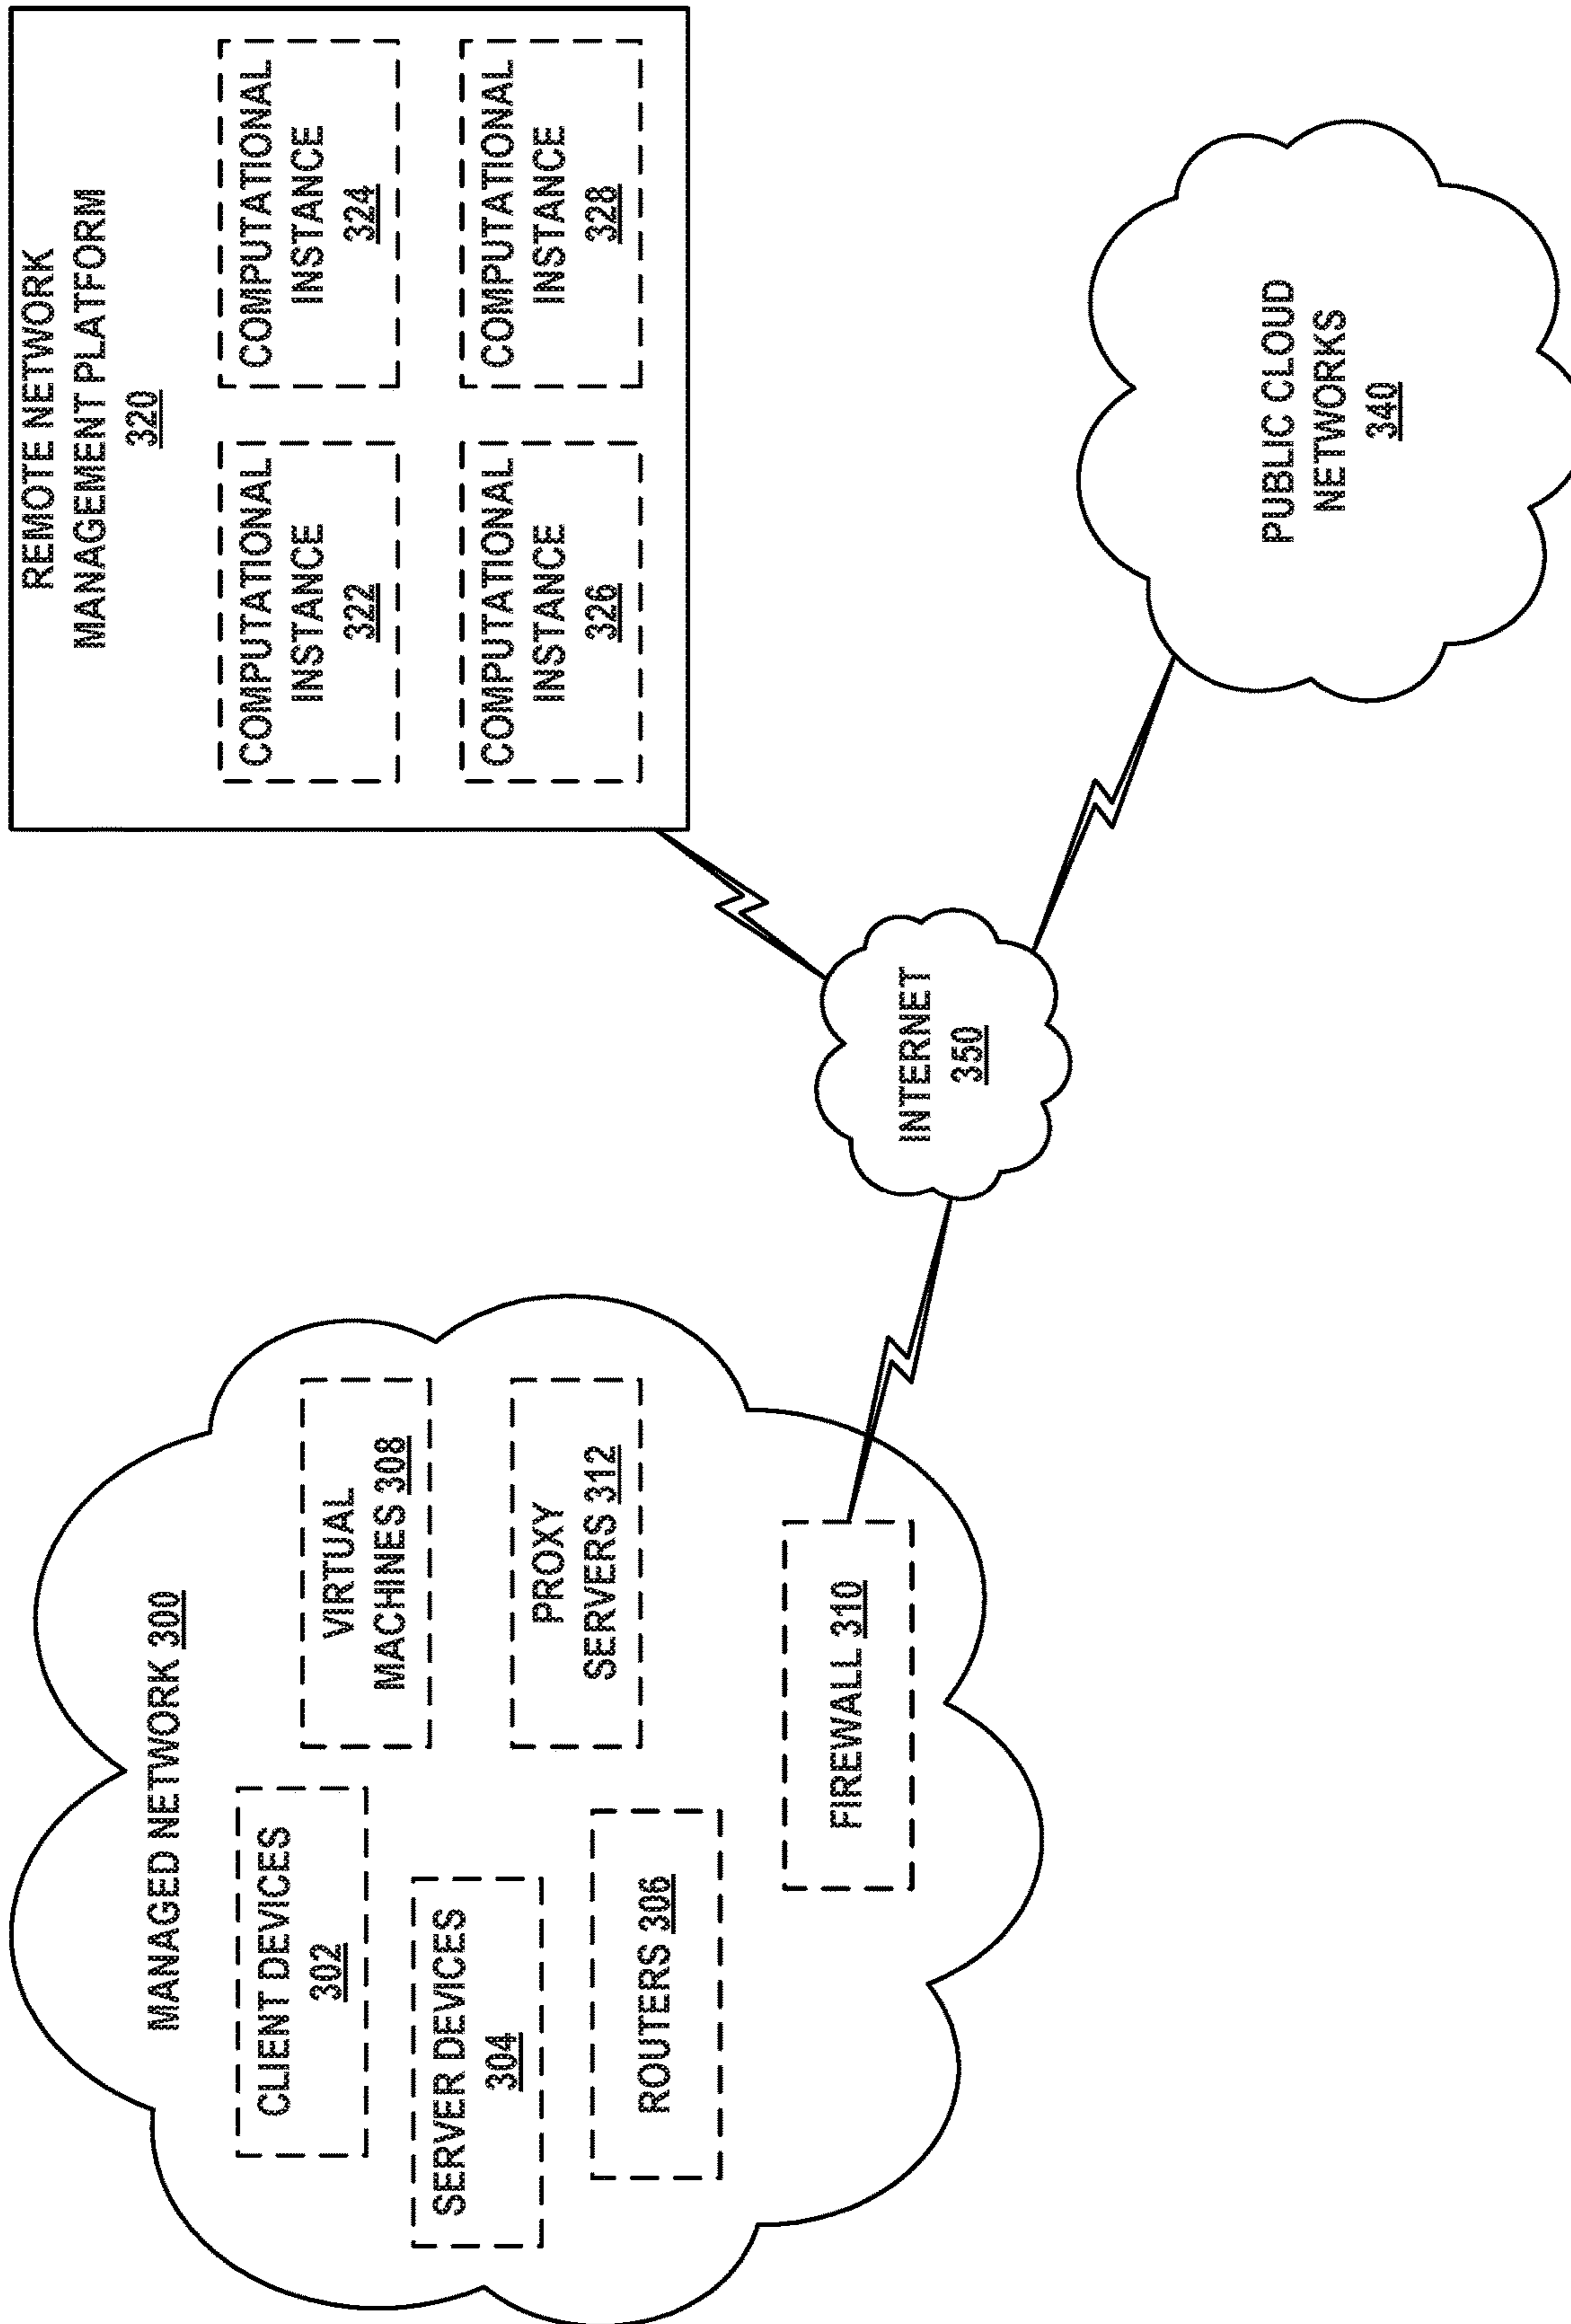 MANAGED NETWORK 300
CLIENT DEVICES
302
VIRTUAL
MACHINES 308
SERVER DEVICES
304
PROXY
SERVERS 312
ROUTERS 306
FIREWALL 310
INTERNET
350
REMOTE NETWORK
MANAGEMENT PLATFORM
320
COMPUTATIONAL
INSTANCE
322
COMPUTATIONAL
INSTANCE
324
COMPUTATIONAL
INSTANCE
326
COMPUTATIONAL
INSTANCE
328
PUBLIC CLOUD
NETWORKS
340